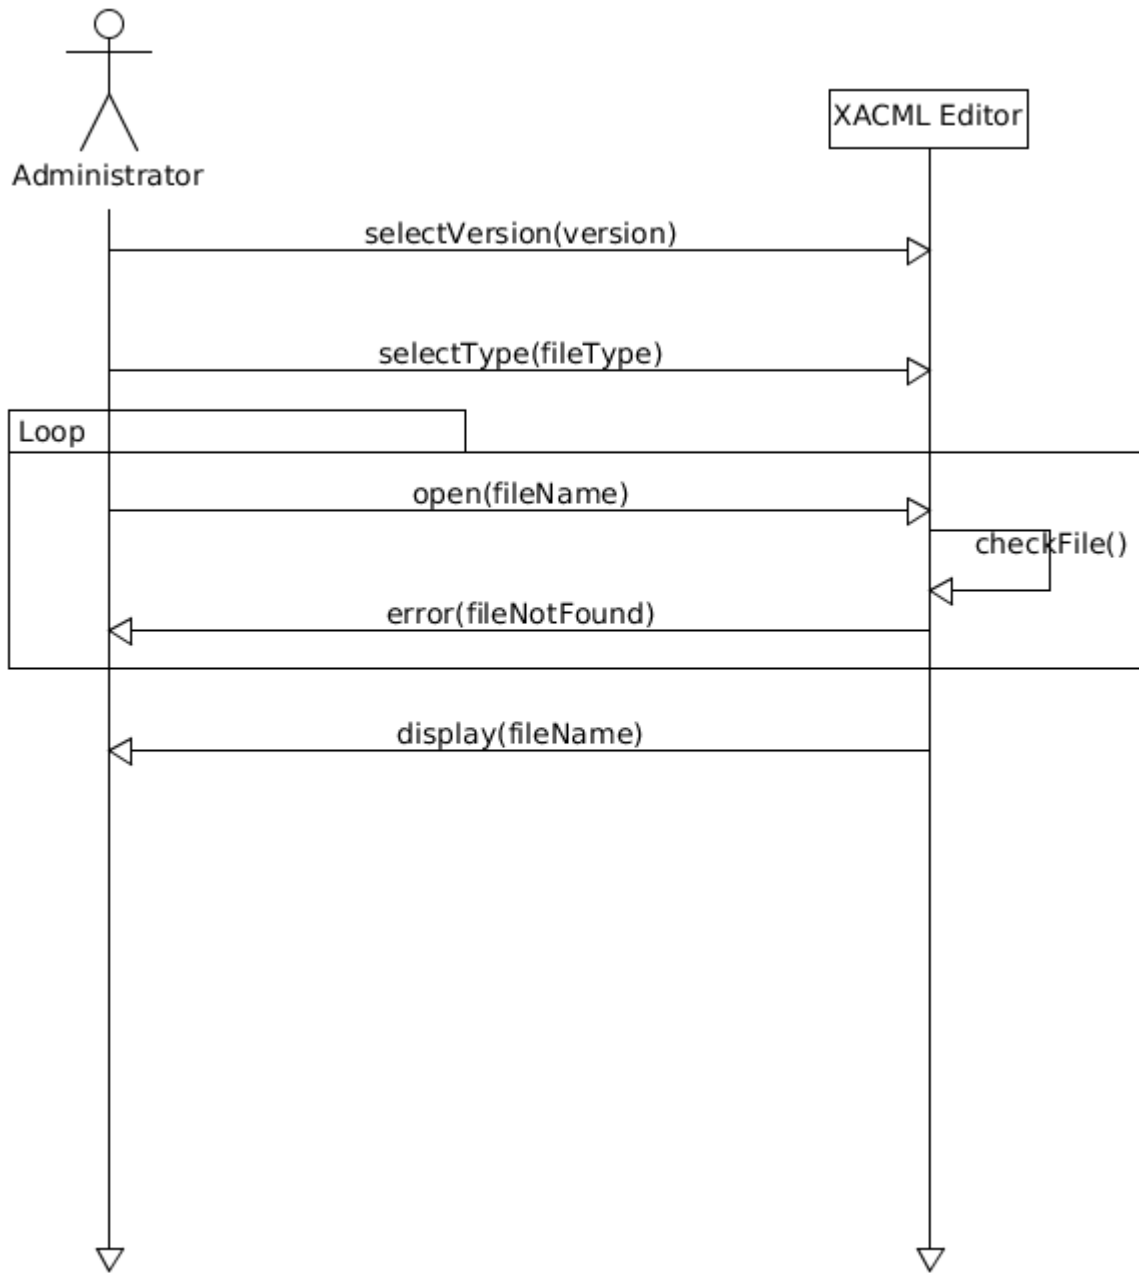 XACML Editor
Administrator
selectVersion(version)
selectType(fileType)
Loop
open(fileName)
checkFile()
error(fileNotFound)
display(fileName)